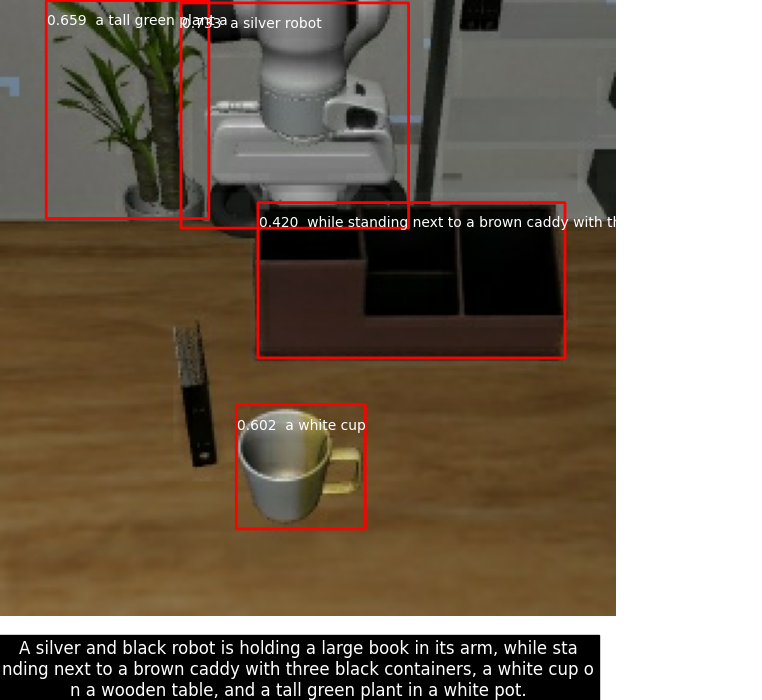 0.659 a tall green plant a
0.733 a silver robot
0.420 while standing next to a brown caddy with th
0.602 a white cup
A silver and black robot is holding a large book in its arm, while sta
nding next to a brown caddy with three black containers, a white cup o
n a wooden table, and a tall green plant in a white pot.